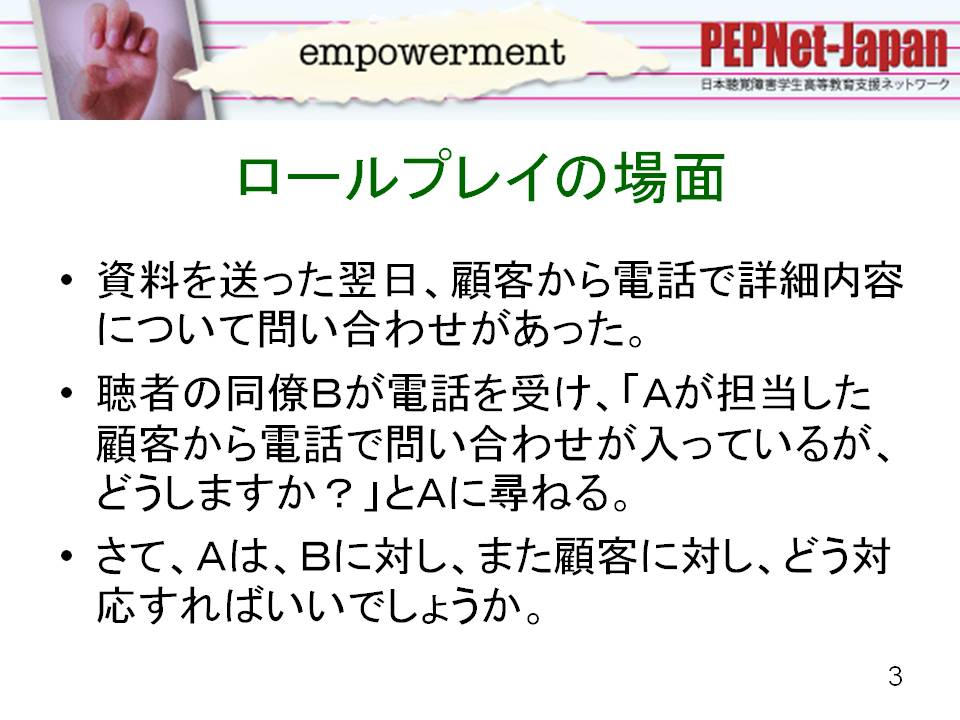 empowerment
PEPNet-Japan
日本聴覚障害学生高等教育支援ネットワーク
ロールプレイの場面
• 資料を送った翌日、顧客から電話で詳細内容
について問い合わせがあった。
• 聴者の同僚Ｂが電話を受け、「Ａが担当した
顧客から電話で問い合わせが入っているが、
どうしますか？」とＡに尋ねる。
• さて、Ａは、Ｂに対し、また顧客に対し、どう対
応すればいいでしょうか。
3